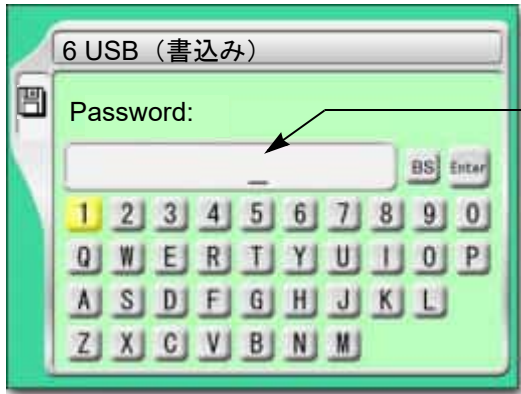 6 USB（書込み）
Password:
_
BS Enter
1 2 3 4 5 6 7 8 9 0
Q W E R T Y U I O P
A S D F G H J K L
Z X C V B N M